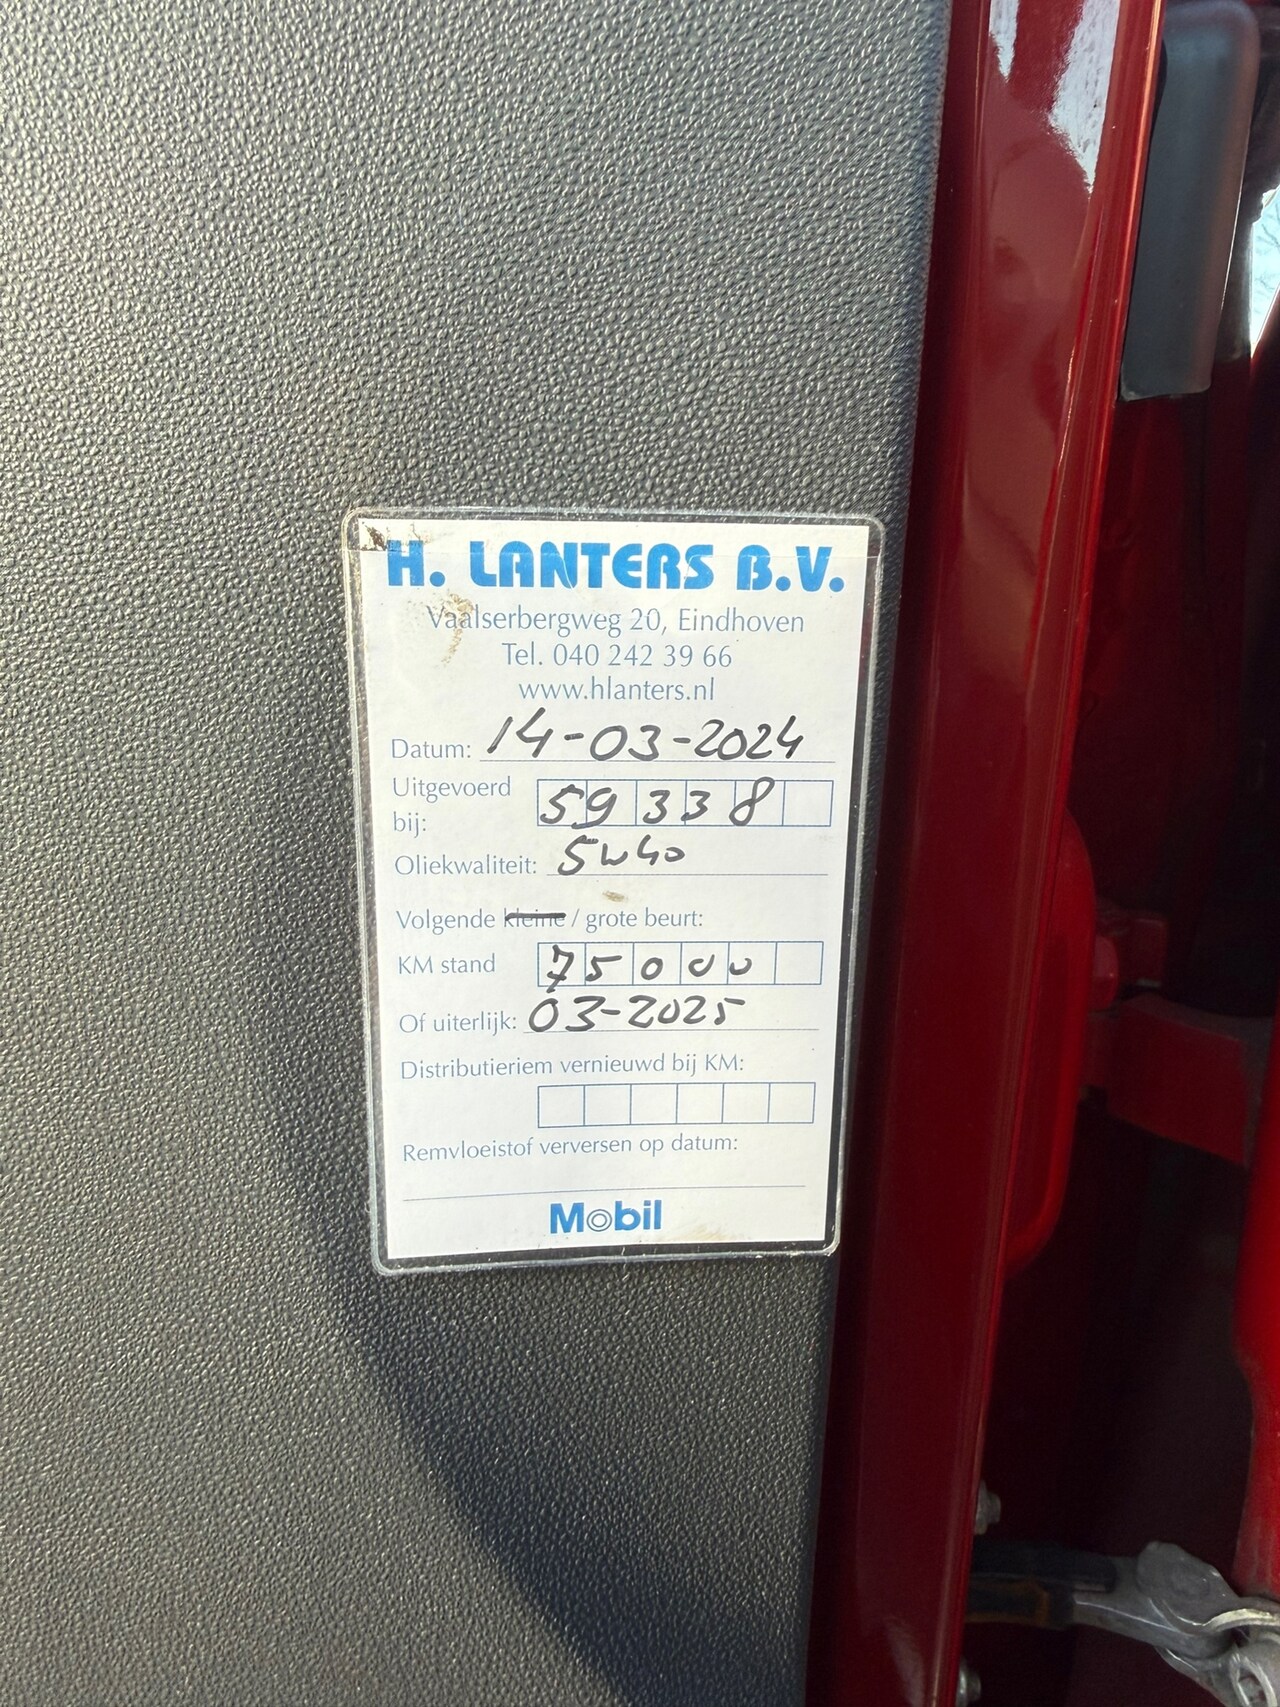 H. LANTERS B.V.
Vaalserbergweg 20, Eindhoven
Tel. 040 242 39 66
www.hlanters.nl
Datum: 14-03-2024
Uitgevoerd
bij: 59338
Oliekwaliteit: 5W40
Volgende kleine / grote beurt:
KM stand 75000
Of uiterlijk: 03-2025
Distributieriem vernieuwd bij KM:
Remvloeistof verversen op datum:
Mobil